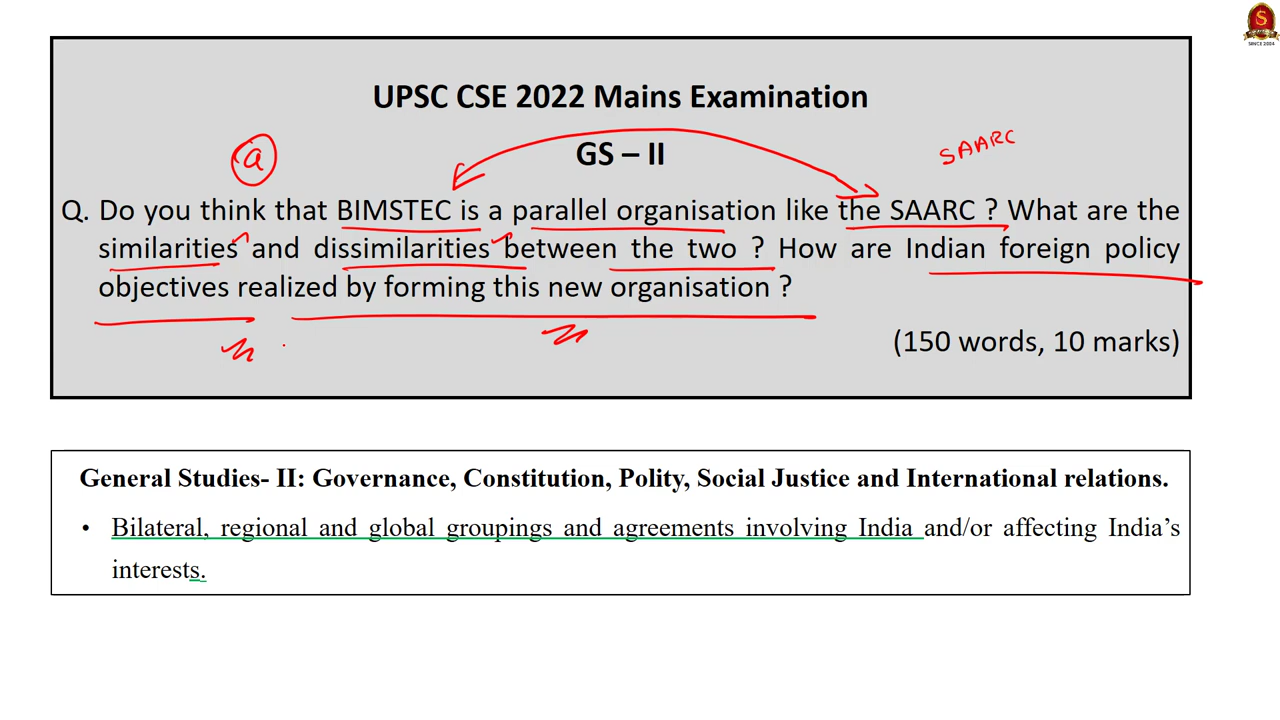 S
SINCE 2004
UPSC CSE 2022 Mains Examination
GS – II
a
SAARC
Q. Do you think that BIMSTEC is a parallel organisation like the SAARC ? What are the
similarities and dissimilarities between the two ? How are Indian foreign policy
objectives realized by forming this new organisation ?
(150 words, 10 marks)
General Studies- II: Governance, Constitution, Polity, Social Justice and International relations.
• Bilateral, regional and global groupings and agreements involving India and/or affecting India’s
interests.